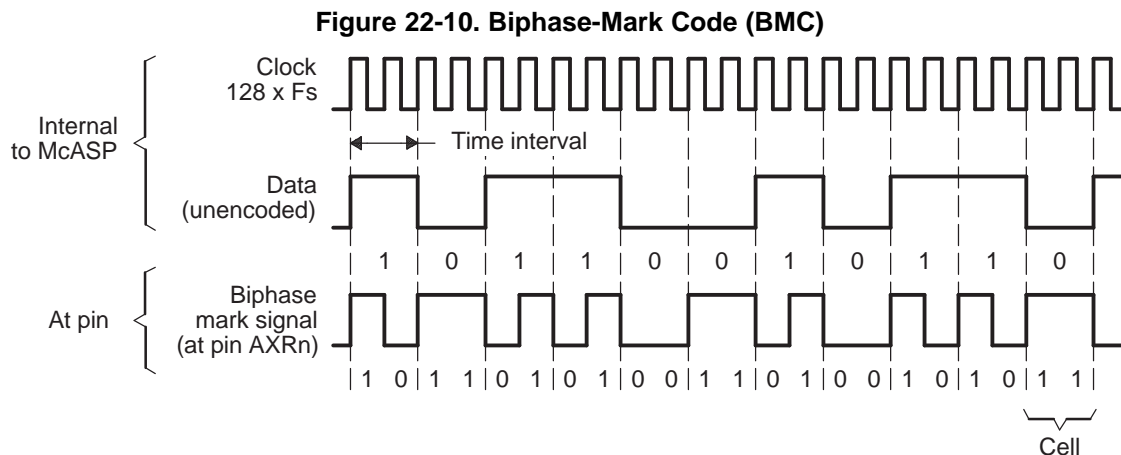 Figure 22-10. Biphase-Mark Code (BMC)
Clock
128 x Fs
Internal
to McASP
Time interval
Data
(unencoded)
1 0 1 1 0 0 1 0 1 1 0
At pin
Biphase
mark signal
(at pin AXRn)
1 0 1 1 0 1 0 1 0 0 1 1 0 1 0 0 1 0 1 0 1 1
Cell